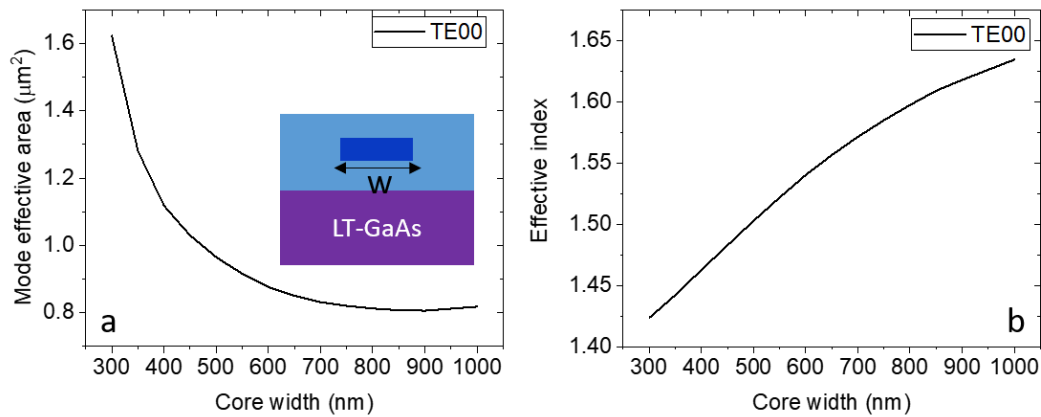 Mode effective area (μm²)
1.6
1.4
1.2
1.0
0.8
TE00
W
LT-GaAs
a
300 400 500 600 700 800 900 1000
Core width (nm)
Effective index
1.65
1.60
1.55
1.50
1.45
1.40
TE00
b
300 400 500 600 700 800 900 1000
Core width (nm)